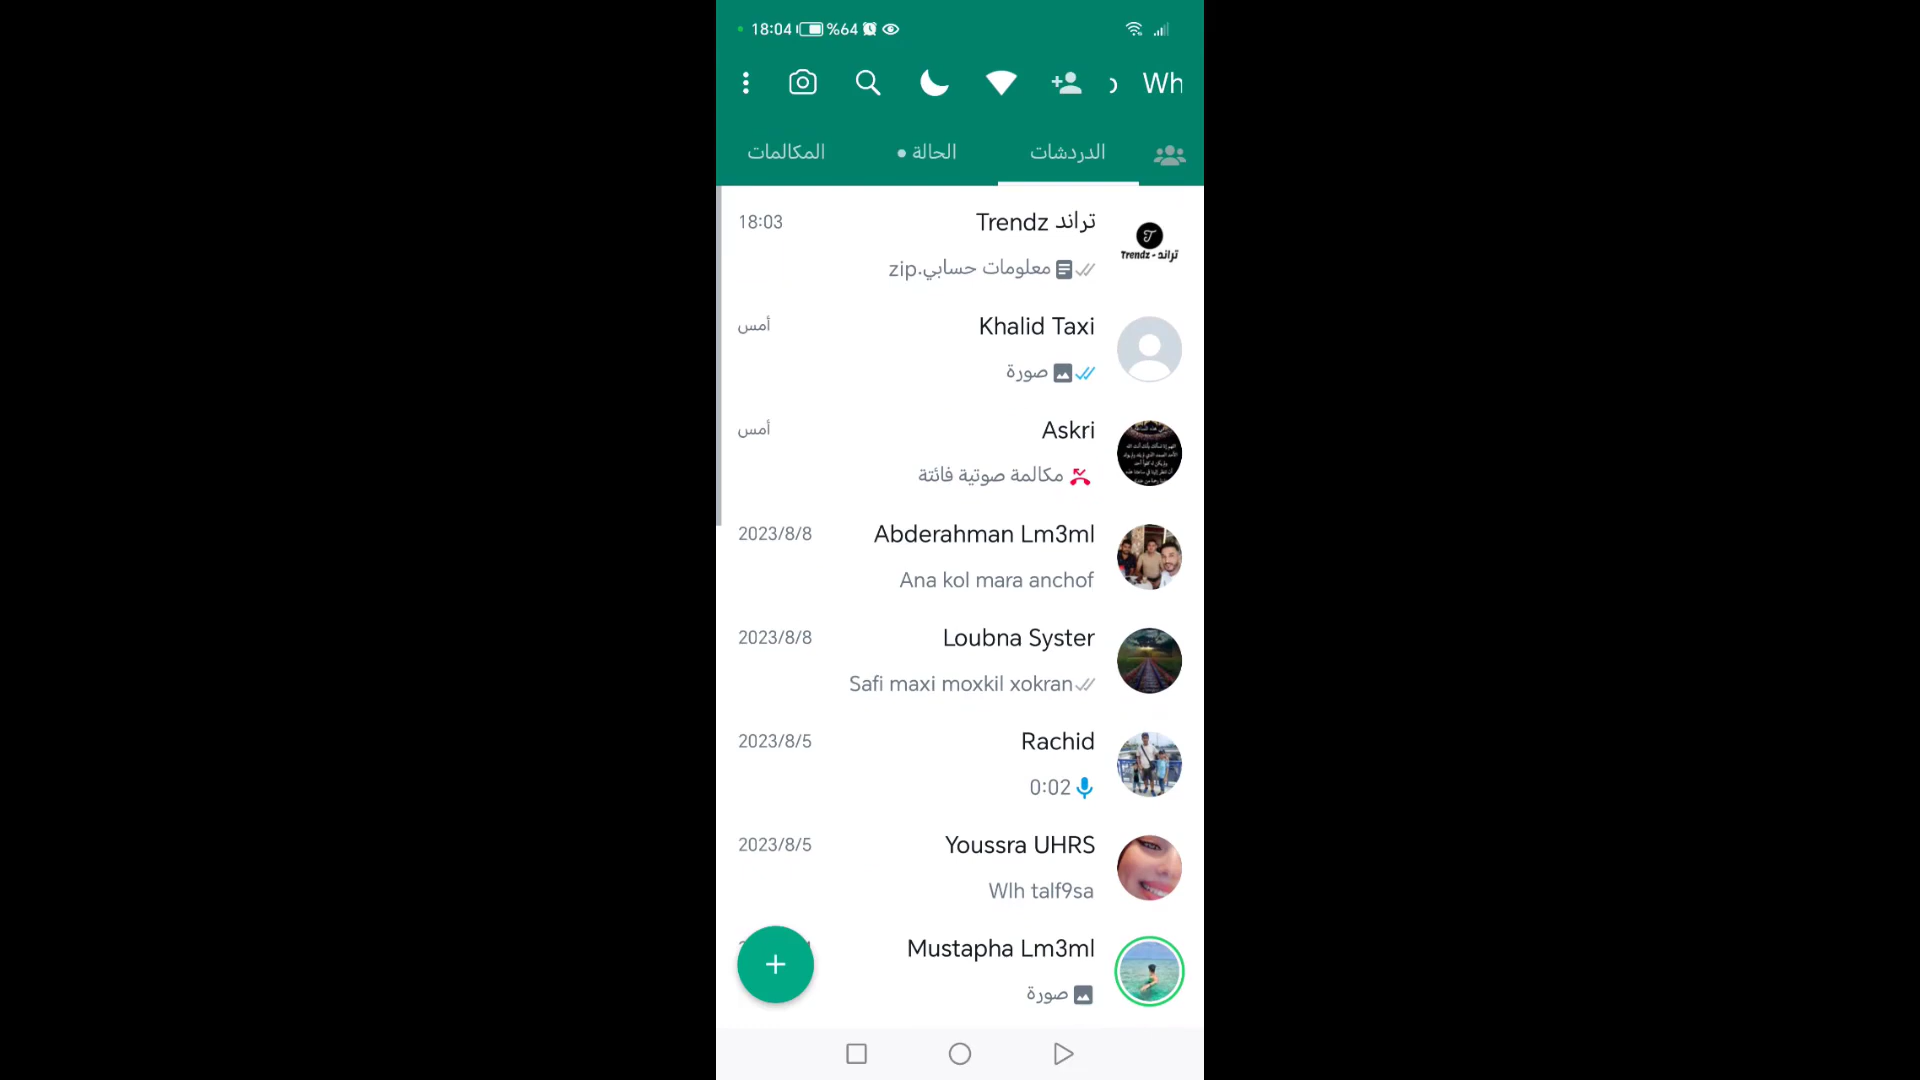 18:04 %64
Wh
المكالمات
الحالة
الدردشات
تراند Trendz
18:03
Trendz - تراند
معلومات حسابي.zip
Khalid Taxi
أمس
صورة
Askri
أمس
مكالمة صوتية فائتة
Abderahman Lm3ml
2023/8/8
Ana kol mara anchof
Loubna Syster
2023/8/8
Safi maxi moxkil xokran
Rachid
2023/8/5
0:02
Youssra UHRS
2023/8/5
Wlh talf9sa
Mustapha Lm3ml
صورة